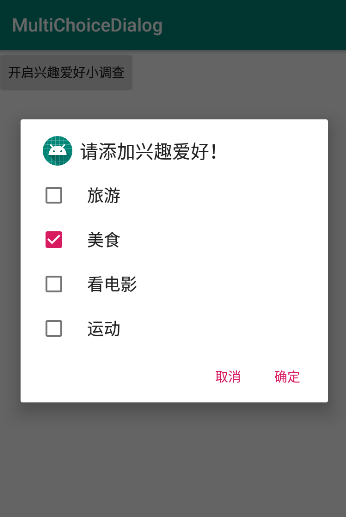 MultiChoiceDialog
开启兴趣爱好小调查
请添加兴趣爱好！
旅游
美食
看电影
运动
取消 确定